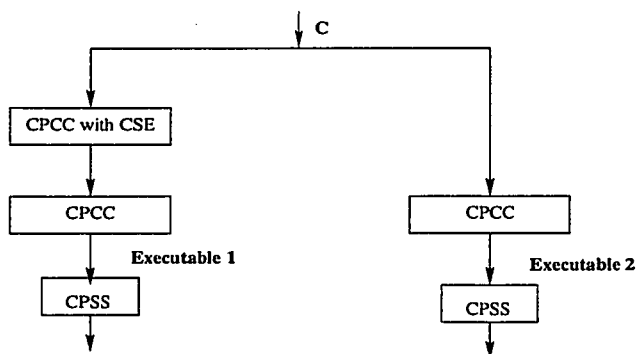 C
CPCC with CSE
CPCC
CPCC
Executable 1
Executable 2
CPSS
CPSS